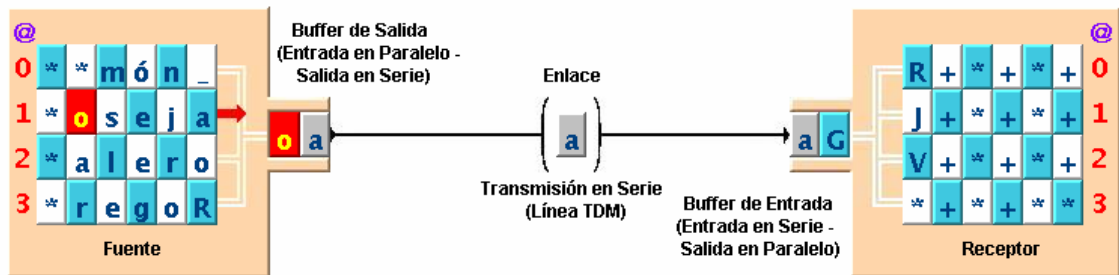 @
Buffer de Salida
(Entrada en Paralelo -
Salida en Serie)
Enlace
@
0 * * m ó n _
R + * + * + 0
1 * o s e j a
o a
a
a G
J + * + * + 1
2 * a l e r o
V + * + * + 2
3 * r e g o R
* + * + * * 3
Transmisión en Serie
(Línea TDM)
Buffer de Entrada
(Entrada en Serie -
Salida en Paralelo)
Fuente
Receptor